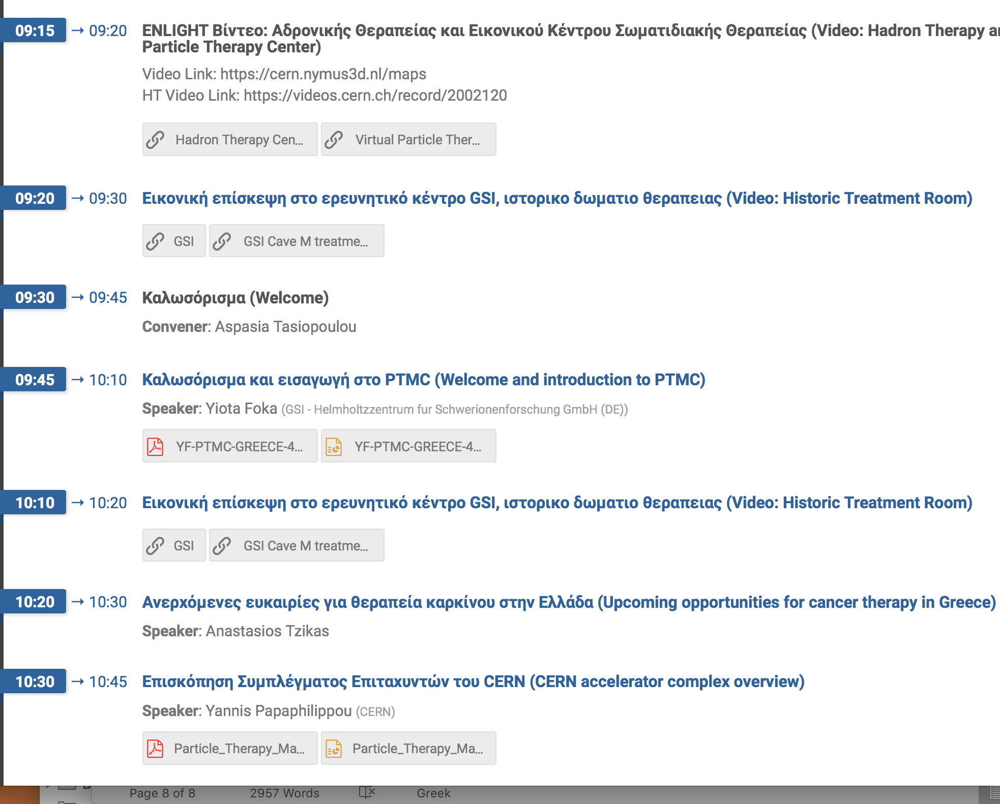 09:15 → 09:20 ENLIGHT Βίντεο: Αδρονικής Θεραπείας και Εικονικού Κέντρου Σωματιδιακής Θεραπείας (Video: Hadron Therapy
Particle Therapy Center)
Video Link: https://cern.nymus3d.nl/maps
HT Video Link: https://videos.cern.ch/record/2002120
Hadron Therapy Cen... Virtual Particle Ther...
09:20 → 09:30 Εικονική επίσκεψη στο ερευνητικό κέντρο GSI, ιστορικο δωματιο θεραπειας (Video: Historic Treatment Room)
GSI GSI Cave M treatme...
09:30 → 09:45 Καλωσόρισμα (Welcome)
Convener: Aspasia Tasiopoulou
09:45 → 10:10 Καλωσόρισμα και εισαγωγή στο PTMC (Welcome and introduction to PTMC)
Speaker: Yiota Foka (GSI - Helmholtzzentrum fur Schwerionenforschung GmbH (DE))
YF-PTMC-GREECE-4... YF-PTMC-GREECE-4...
10:10 → 10:20 Εικονική επίσκεψη στο ερευνητικό κέντρο GSI, ιστορικο δωματιο θεραπειας (Video: Historic Treatment Room)
GSI GSI Cave M treatme...
10:20 → 10:30 Ανερχόμενες ευκαιρίες για θεραπεία καρκίνου στην Ελλάδα (Upcoming opportunities for cancer therapy in Greece)
Speaker: Anastasios Tzikas
10:30 → 10:45 Επισκόπηση Συμπλέγματος Επιταχυντών του CERN (CERN accelerator complex overview)
Speaker: Yannis Papaphilippou (CERN)
Particle_Therapy_Ma... Particle_Therapy_Ma...
Page 8 of 8 2957 Words Greek